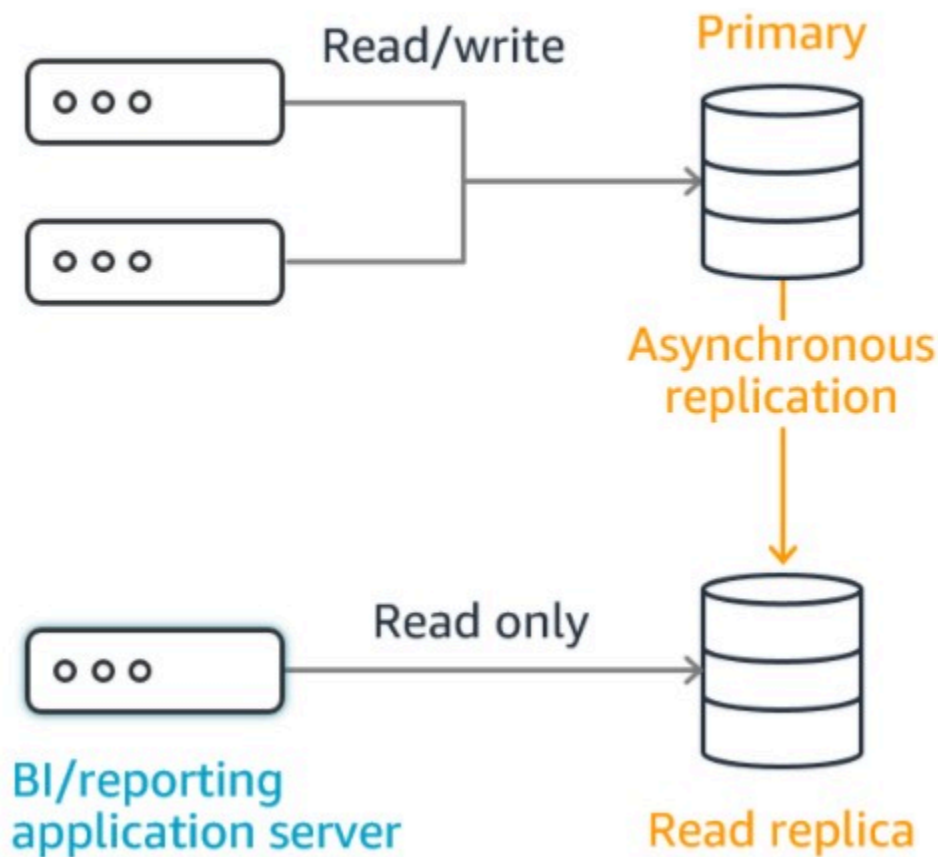 Read/write
Primary
Asynchronous
replication
Read only
BI/reporting
application server
Read replica